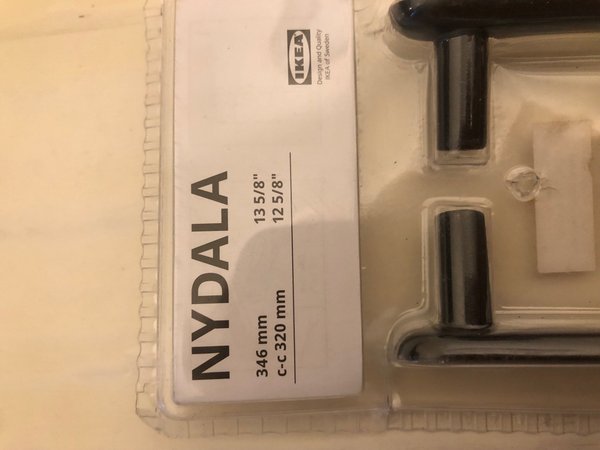 IKEA
Design and Quality
IKEA of Sweden
NYDALA
346 mm 13 5/8"
c-c 320 mm 12 5/8"